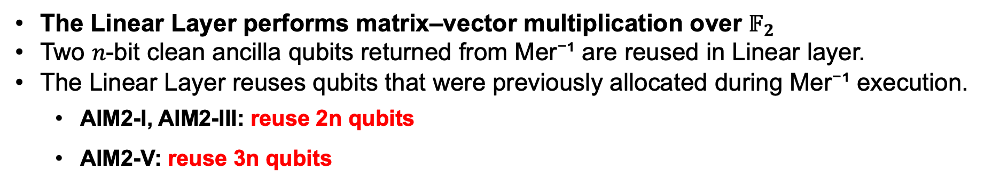 • The Linear Layer performs matrix–vector multiplication over 𝔽₂
• Two n-bit clean ancilla qubits returned from Mer⁻¹ are reused in Linear layer.
• The Linear Layer reuses qubits that were previously allocated during Mer⁻¹ execution.
• AIM2-I, AIM2-III: reuse 2n qubits
• AIM2-V: reuse 3n qubits